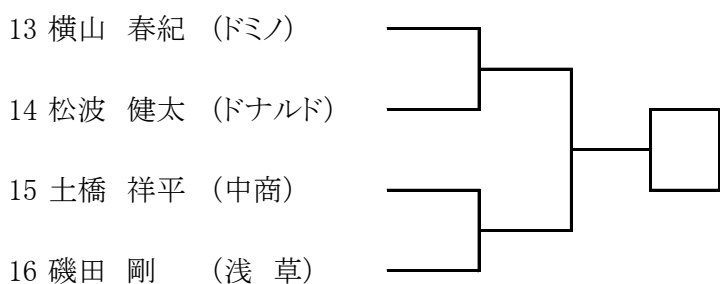 13 横山　春紀　(ドミノ)
14 松波　健太　(ドナルド)
15 土橋　祥平　(中商)
16 磯田　剛　　(浅　草)